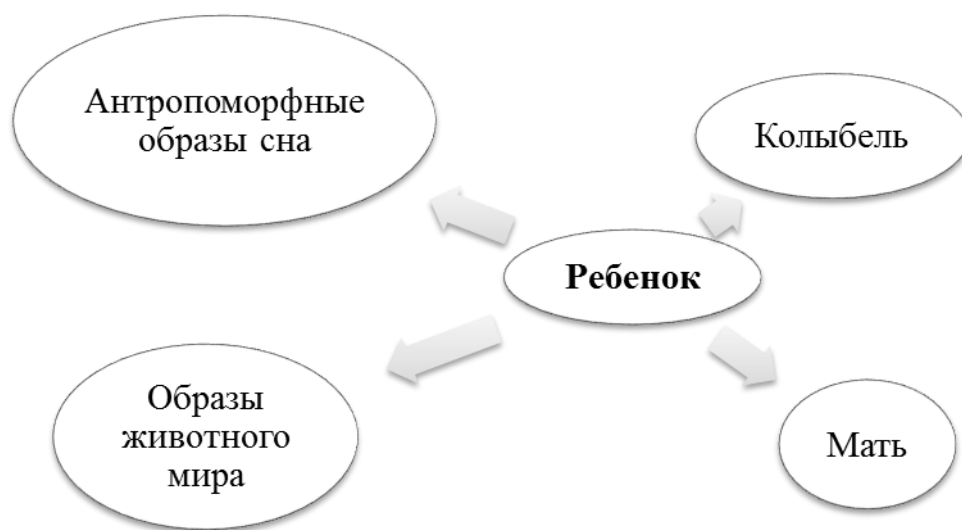 Антропоморфные
образы сна
Колыбель
Ребенок
Образы
животного
мира
Мать